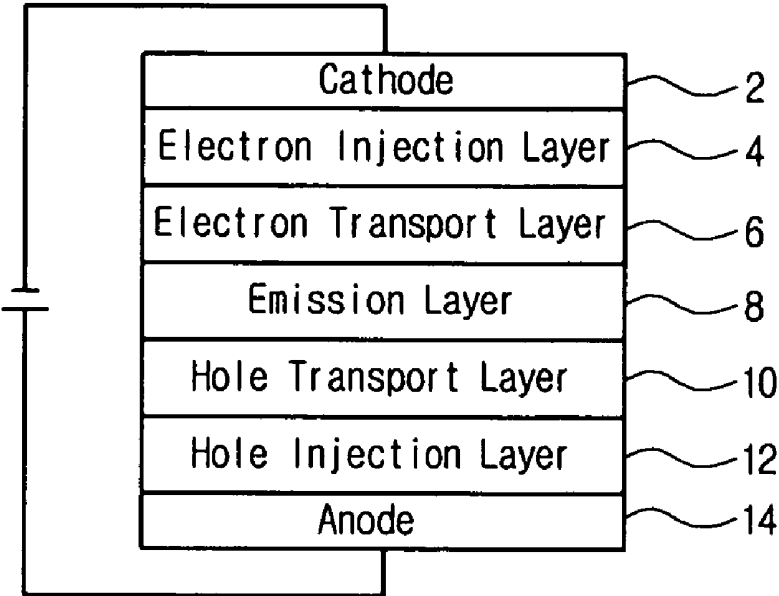 Cathode 2
Electron Injection Layer 4
Electron Transport Layer 6
Emission Layer 8
Hole Transport Layer 10
Hole Injection Layer 12
Anode 14